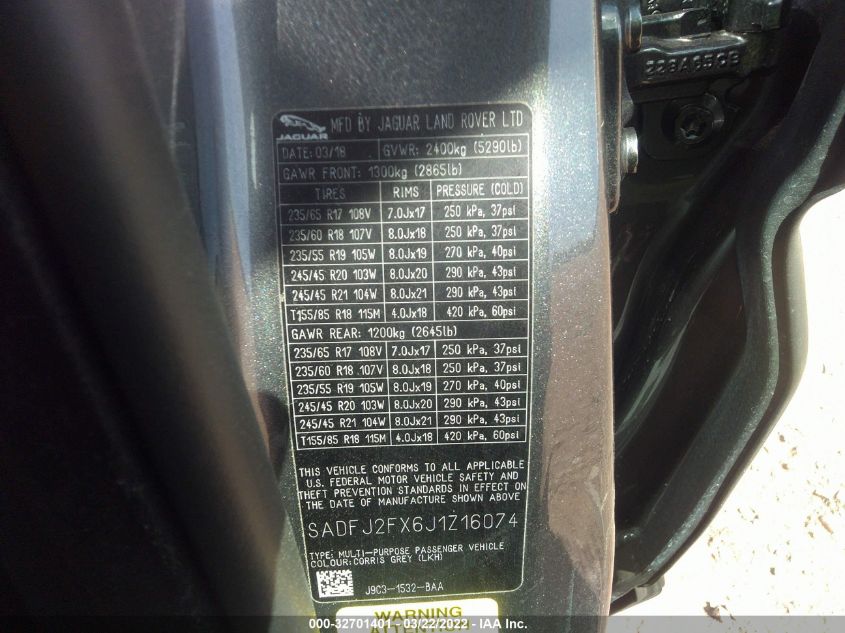 223A65CB
JAGUAR MFD BY JAGUAR LAND ROVER LTD
DATE: 03/18 GVWR: 2400kg (5290lb)
GAWR FRONT: 1300kg (2865lb)
TIRES RIMS PRESSURE (COLD)
235/65 R17 108V 7.0Jx17 250 kPa, 37psi
235/60 R18 107V 8.0Jx18 250 kPa, 37psi
235/55 R19 105W 8.0Jx19 270 kPa, 40psi
245/45 R20 103W 8.0Jx20 290 kPa, 43psi
245/45 R21 104W 8.0Jx21 290 kPa, 43psi
T155/85 R18 115M 4.0Jx18 420 kPa, 60psi
GAWR REAR: 1200kg (2645lb)
235/65 R17 108V 7.0Jx17 250 kPa, 37psi
235/60 R18 107V 8.0Jx18 250 kPa, 37psi
235/55 R19 105W 8.0Jx19 270 kPa, 40psi
245/45 R20 103W 8.0Jx20 290 kPa, 43psi
245/45 R21 104W 8.0Jx21 290 kPa, 43psi
T155/85 R18 115M 4.0Jx18 420 kPa, 60psi
THIS VEHICLE CONFORMS TO ALL APPLICABLE
U.S. FEDERAL MOTOR VEHICLE SAFETY AND
THEFT PREVENTION STANDARDS IN EFFECT ON
THE DATE OF MANUFACTURE SHOWN ABOVE
SADFJ2FX6J1Z16074
TYPE: MULTI-PURPOSE PASSENGER VEHICLE
COLOUR:CORRIS GREY (LKH)
J9C3-1532-BAA
WARNING
ATTENTION
000-32701401 - 03/22/2022 - IAA Inc.